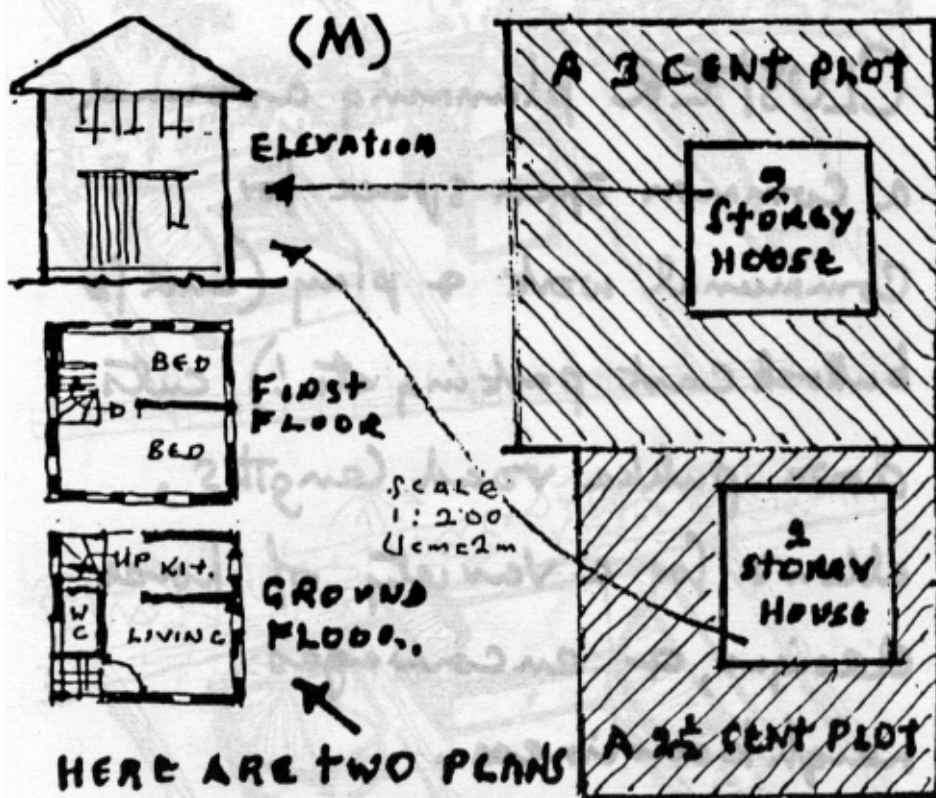 (M)
A 3 CENT PLOT
ELEVATION
2
STOREY
HOUSE
BED
BED
D
FIRST
FLOOR
SCALE
1:200
1cm=2m
UP KIT.
WC
LIVING
GROUND
FLOOR.
2
STOREY
HOUSE
A 2½ CENT PLOT
HERE ARE TWO PLANS